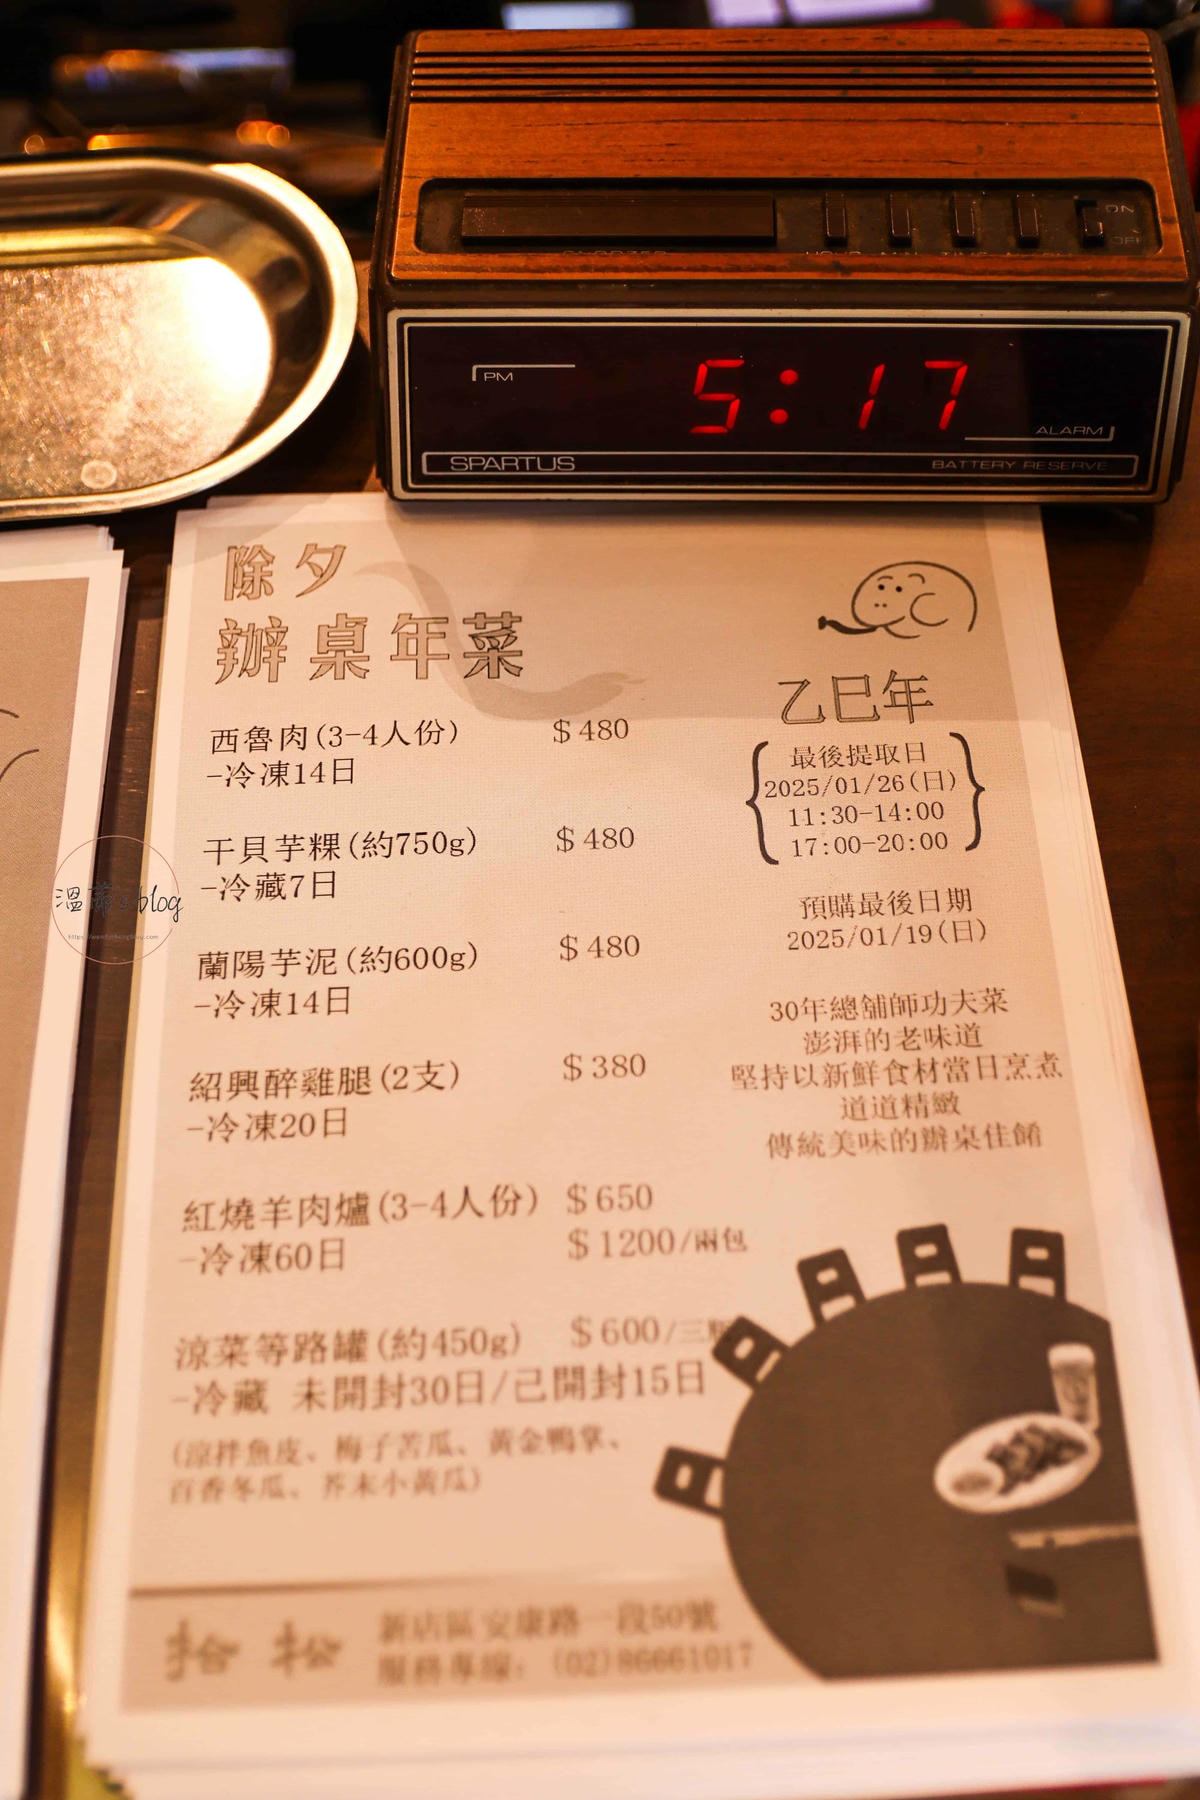 ON
OFF
PM
5:17
ALARM
SPARTUS
BATTERY RESERVE
除夕
辦桌年菜
西魯肉(3-4人份) $480
-冷凍14日
干貝芋粿(約750g) $480
-冷藏7日
蘭陽芋泥(約600g) $480
-冷凍14日
紹興醉雞腿(2支) $380
-冷凍20日
紅燒羊肉爐(3-4人份) $650
$1200/兩包
-冷凍60日
涼菜等路罐(約450g) $600/三瓶
-冷藏 未開封30日/己開封15日
(涼拌魚皮、梅子苦瓜、黃金鴨掌、
百香冬瓜、芥末小黃瓜)
乙巳年
最後提取日
2025/01/26(日)
11:30-14:00
17:00-20:00
預購最後日期
2025/01/19(日)
30年總舖師功夫菜
澎湃的老味道
堅持以新鮮食材當日烹煮
道道精緻
傳統美味的辦桌佳餚
拾松
新店區安康路一段50號
服務專線: (02)86661017
blog